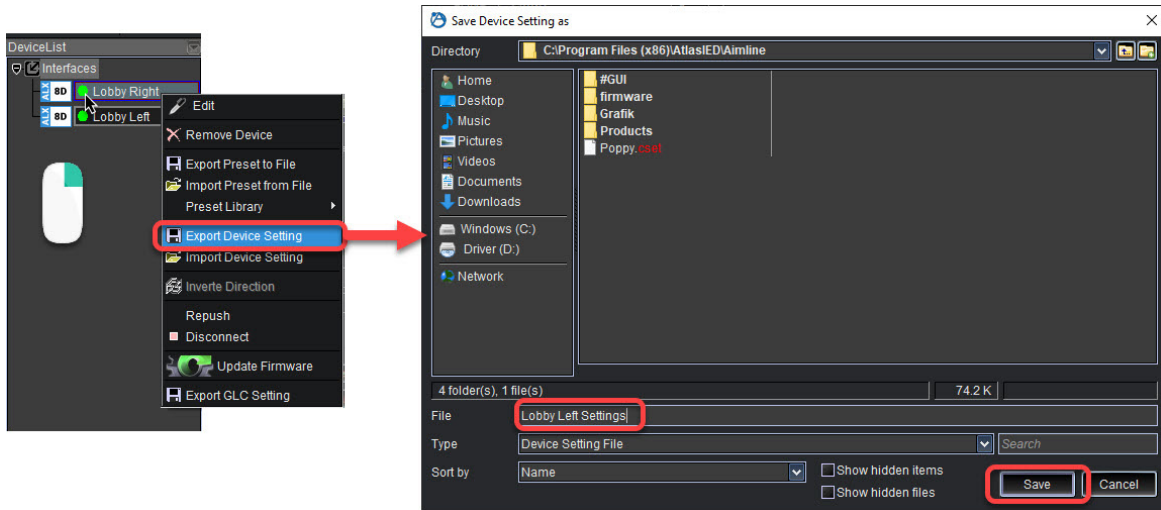 DeviceList
Interfaces
ALX 8D Lobby Right
ALX 8D Lobby Left
Edit
Remove Device
Export Preset to File
Import Preset from File
Preset Library
Export Device Setting
Import Device Setting
Inverte Direction
Repush
Disconnect
Update Firmware
Export GLC Setting
Save Device Setting as
Directory C:\Program Files (x86)\AtlasIED\Aimline
Home
Desktop
Music
Pictures
Videos
Documents
Downloads
Windows (C:)
Driver (D:)
Network
#GUI
firmware
Grafik
Products
Poppy.cset
4 folder(s), 1 file(s) 74.2 K
File Lobby Left Settings
Type Device Setting File Search
Sort by Name Show hidden items
Show hidden files
Save Cancel